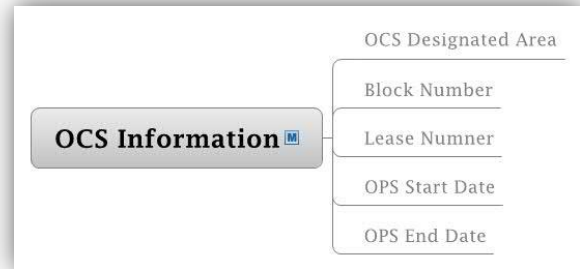 OCS Designated Area
Block Number
OCS Information M
Lease Numner
OPS Start Date
OPS End Date